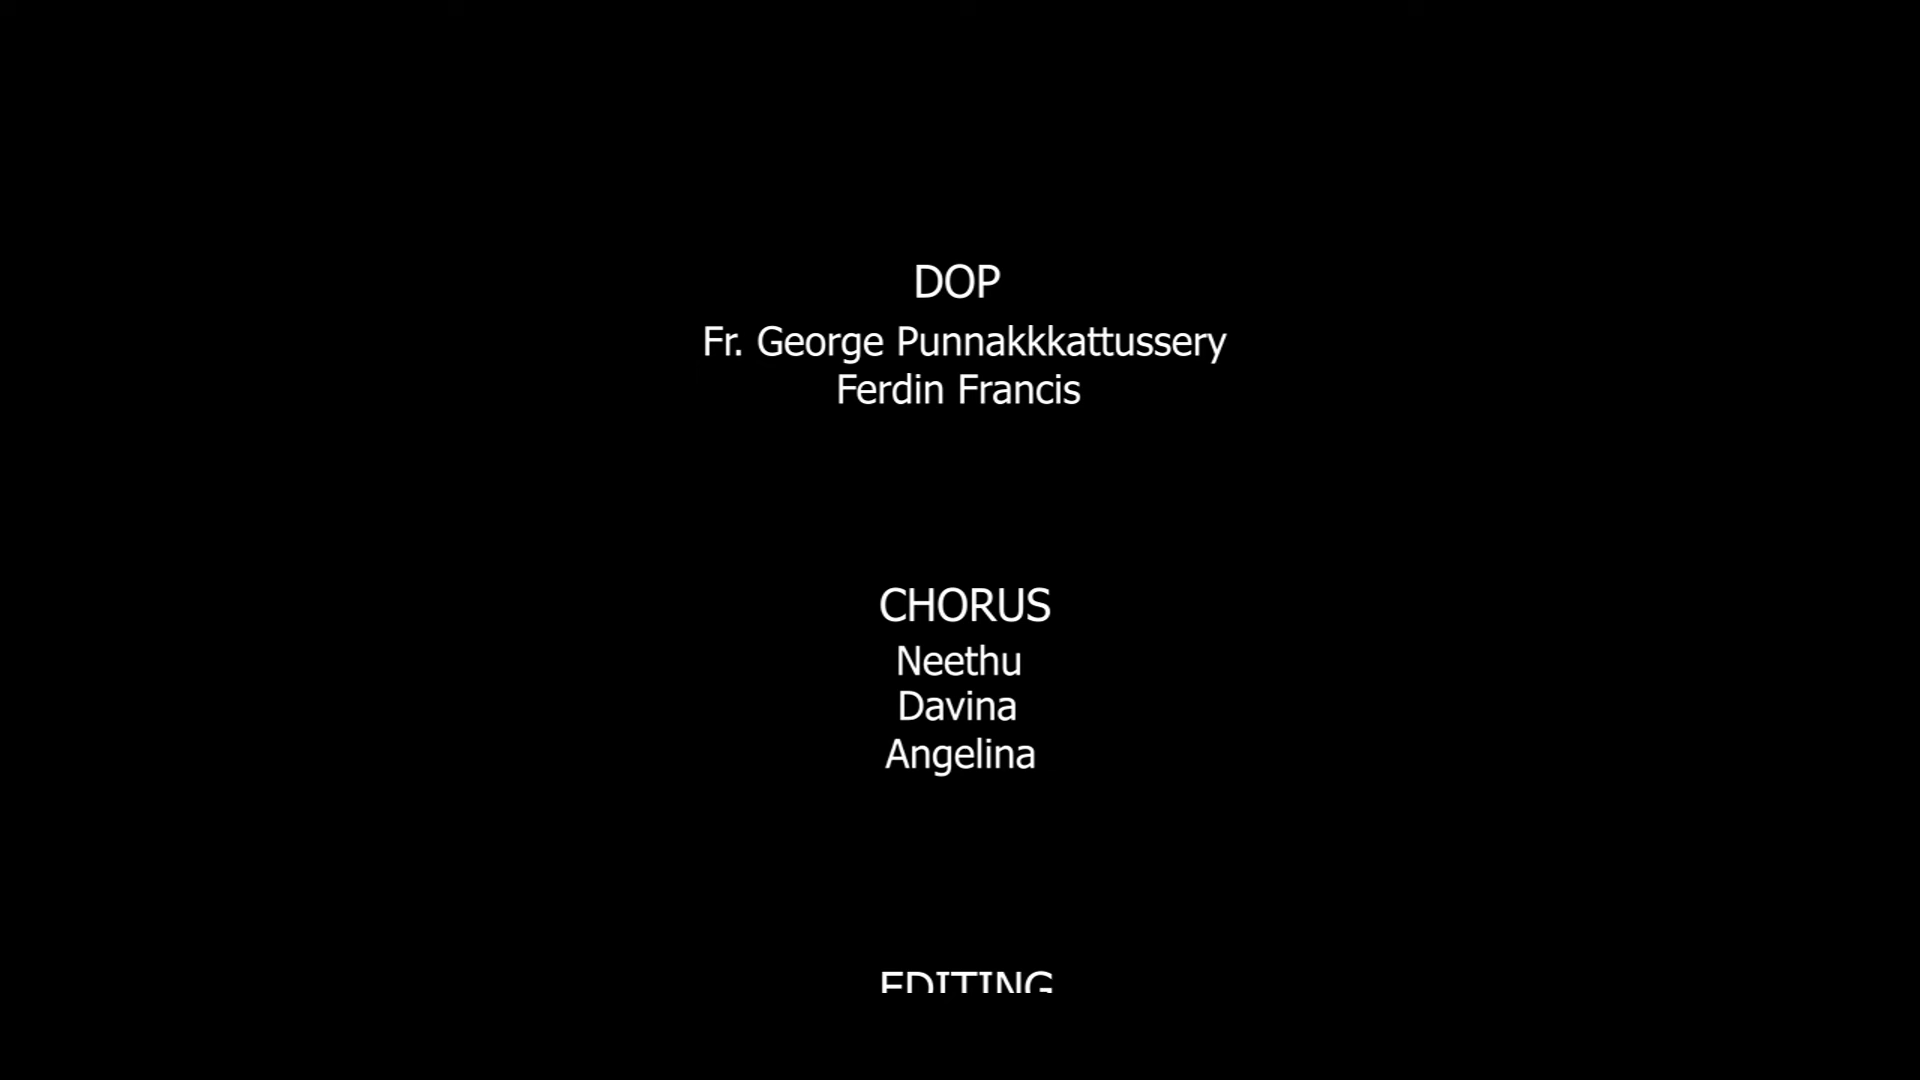 DOP
Fr. George Punnakkkattussery
Ferdin Francis
CHORUS
Neethu
Davina
Angelina
EDITING